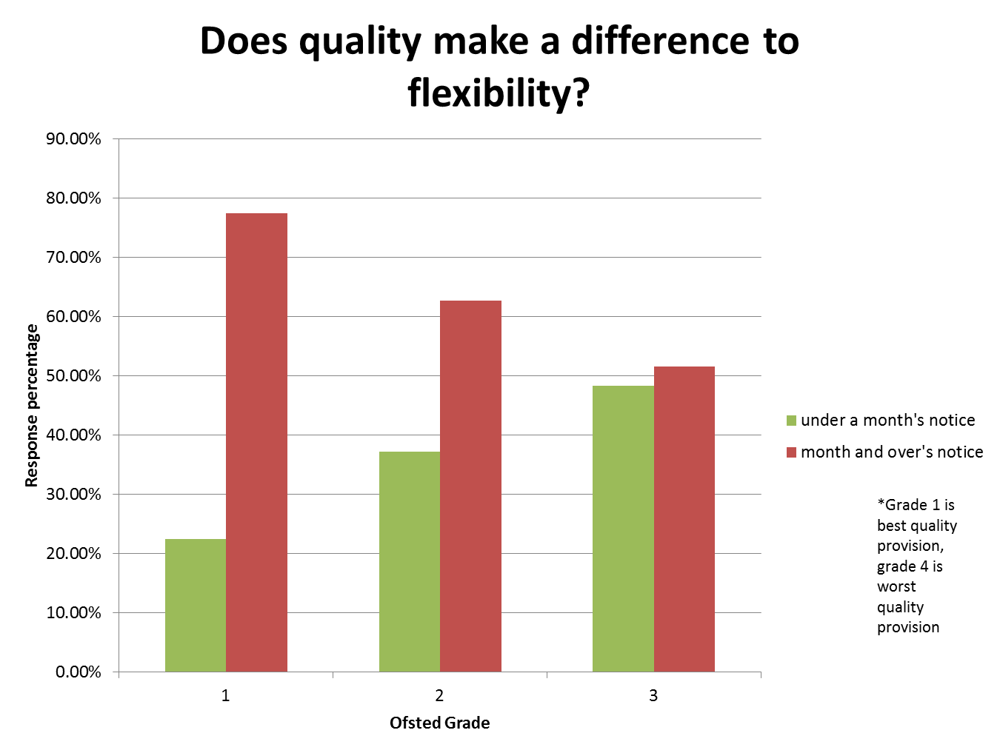 Does quality make a difference to
flexibility?
90.00%
80.00%
70.00%
60.00%
50.00%
40.00%
30.00%
20.00%
10.00%
0.00%
Response percentage
1
2
3
Ofsted Grade
under a month's notice
month and over's notice
*Grade 1 is
best quality
provision,
grade 4 is
worst
quality
provision